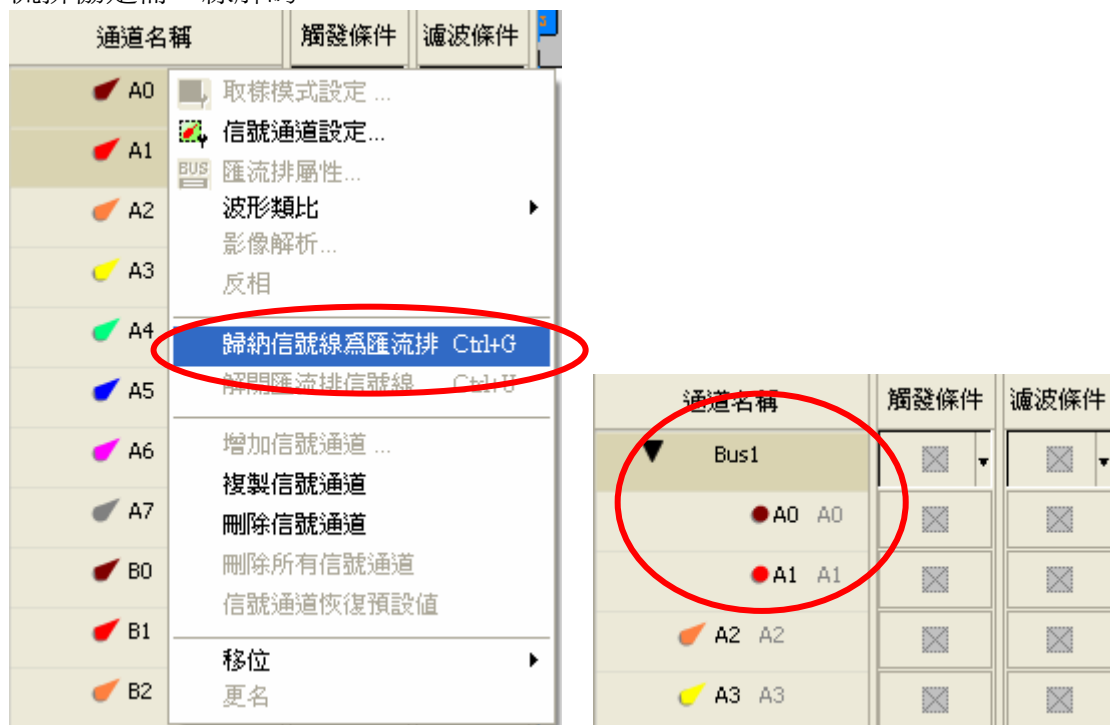 通道名稱 觸發條件 濾波條件
A0
A1
A2
A3
A4
A5
A6
A7
B0
B1
B2
取樣模式設定 ...
信號通道設定...
BUS 匯流排屬性...
波形類比
影像解析...
反相
歸納信號線爲匯流排 Ctrl+G
解開匯流排信號線 Ctrl+U
增加信號通道 ...
複製信號通道
刪除信號通道
刪除所有信號通道
信號通道恢復預設值
移位
更名
通道名稱 觸發條件 濾波條件
Bus1
A0 A0
A1 A1
A2 A2
A3 A3